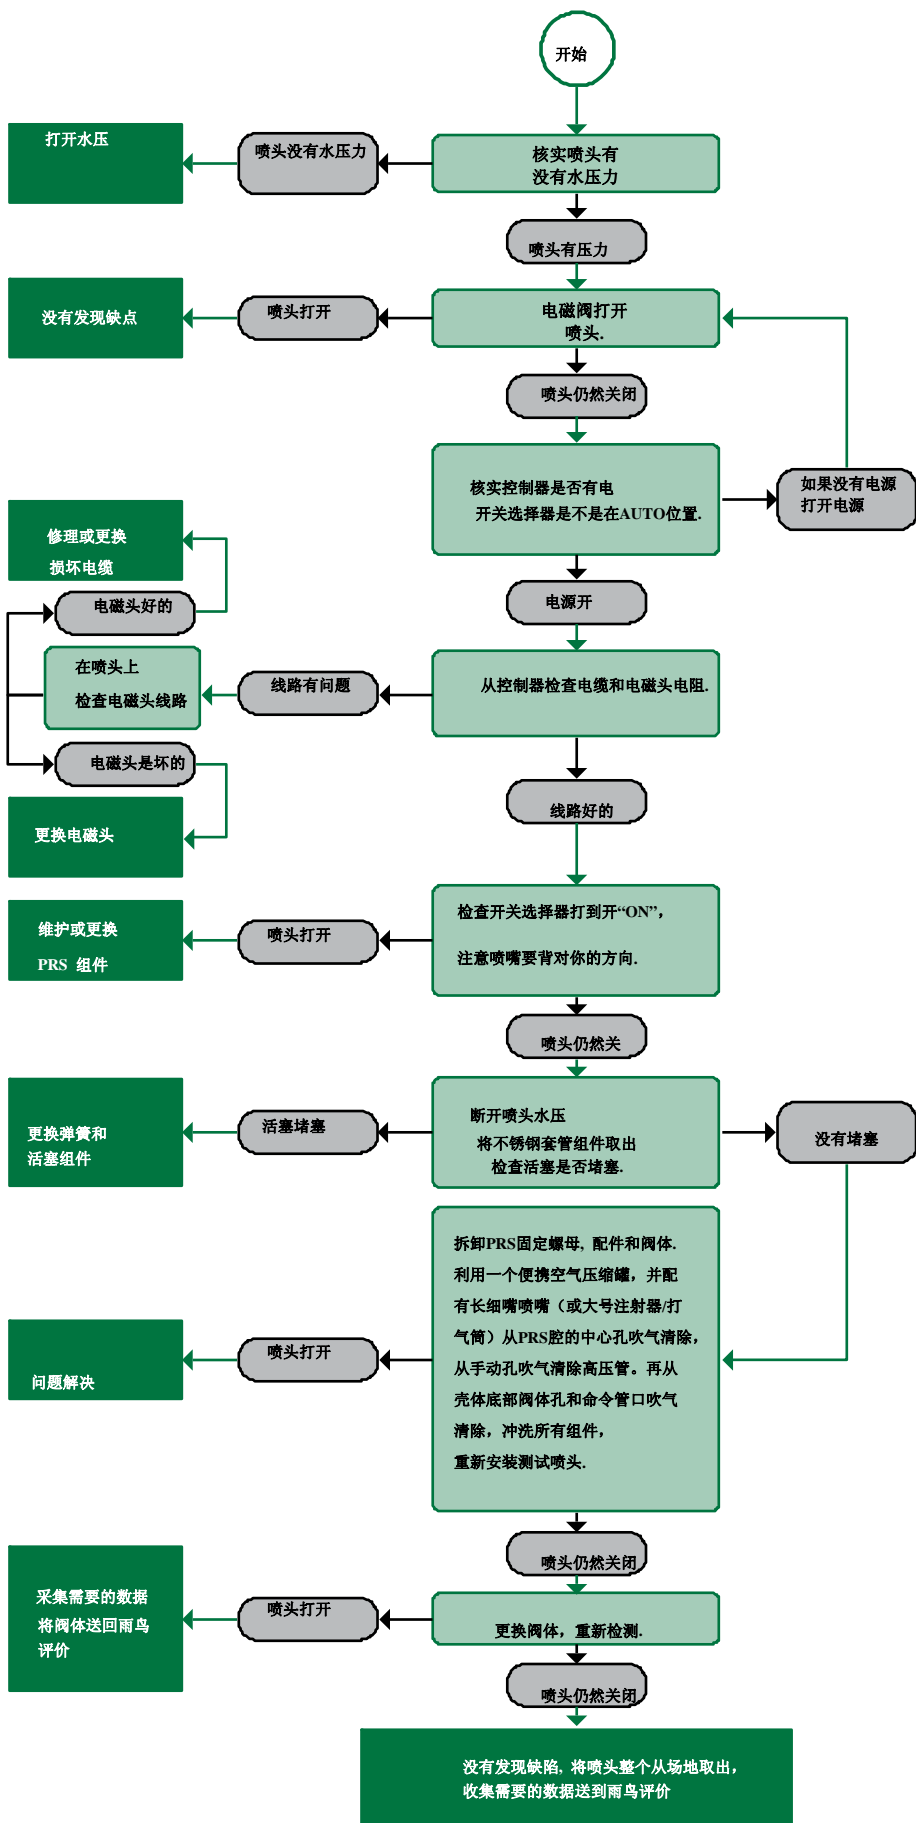 开始
核实喷头有
没有水压力
喷头没有水压力
打开水压
喷头有压力
电磁阀打开
喷头.
喷头打开
没有发现缺点
喷头仍然关闭
核实控制器是否有电
开关选择器是不是在AUTO位置.
如果没有电源
打开电源
电源开
修理或更换
损坏电缆
电磁头好的
在喷头上
检查电磁头线路
线路有问题
从控制器检查电缆和电磁头电阻.
电磁头是坏的
更换电磁头
线路好的
检查开关选择器打到开“ON”，
注意喷嘴要背对你的方向.
喷头打开
维护或更换
PRS 组件
喷头仍然关
断开喷头水压
将不锈钢套管组件取出
检查活塞是否堵塞.
活塞堵塞
更换弹簧和
活塞组件
没有堵塞
拆卸PRS固定螺母, 配件和阀体.
利用一个便携空气压缩罐，并配
有长细嘴喷嘴（或大号注射器/打
气筒）从PRS腔的中心孔吹气清除，
从手动孔吹气清除高压管。再从
壳体底部阀体孔和命令管口吹气
清除，冲洗所有组件，
重新安装测试喷头.
喷头打开
问题解决
喷头仍然关闭
更换阀体，重新检测.
喷头打开
采集需要的数据
将阀体送回雨鸟
评价
喷头仍然关闭
没有发现缺陷, 将喷头整个从场地取出，
收集需要的数据送到雨鸟评价